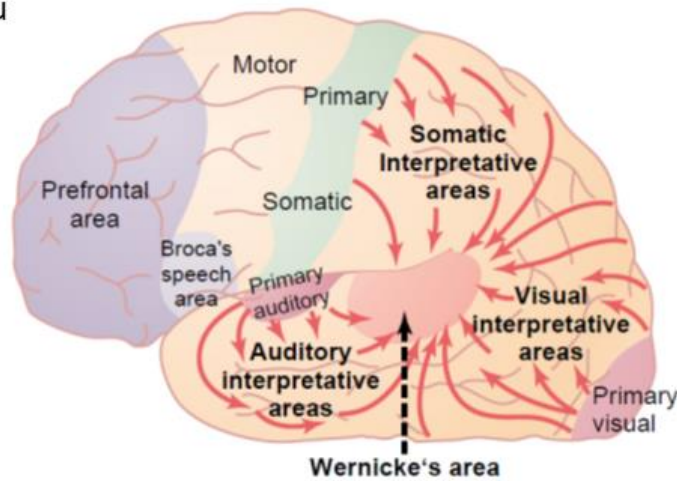 u
Motor
Primary
Somatic
Interpretative
areas
Prefrontal
area
Somatic
Broca's
speech
area
Primary
auditory
Visual
interpretative
areas
Auditory
interpretative
areas
Primary
visual
Wernicke‘s area